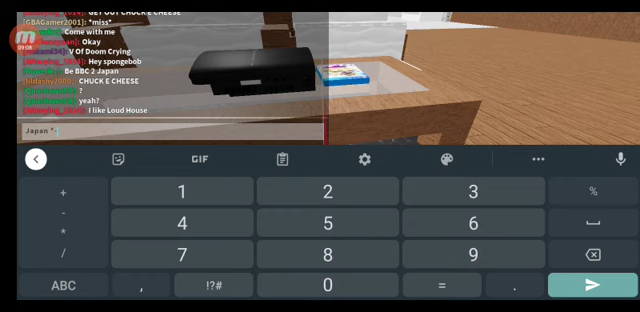 GET OUT CHUCK E CHEESE
[GBAGamer2001]: *miss*
Come with me
Okay
V Of Doom Crying
Hey spongebob
Be BBC 2 Japan
CHUCK E CHEESE
?
yeah?
I like Loud House
09:08
Japan *-
GIF
+ 1 2 3 %
- 4 5 6
*
/ 7 8 9
ABC , !?# 0 = .